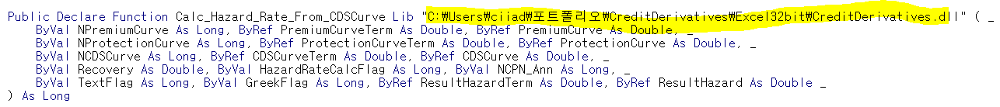 Public Declare Function Calc_Hazard_Rate_From_CDSCurve Lib "C:₩Users₩ciiad₩포트폴리오₩CreditDerivatives₩Excel32bit₩CreditDerivatives.dll" ( _
ByVal NPremiumCurve As Long, ByRef PremiumCurveTerm As Double, ByRef PremiumCurve As Double, _
ByVal NProtectionCurve As Long, ByRef ProtectionCurveTerm As Double, ByRef ProtectionCurve As Double, _
ByVal NCDSCurve As Long, ByRef CDSCurveTerm As Double, ByRef CDSCurve As Double, _
ByVal Recovery As Double, ByVal HazardRateCalcFlag As Long, ByVal NCPN_Ann As Long, _
ByVal TextFlag As Long, ByVal GreekFlag As Long, ByRef ResultHazardTerm As Double, ByRef ResultHazard As Double _
) As Long